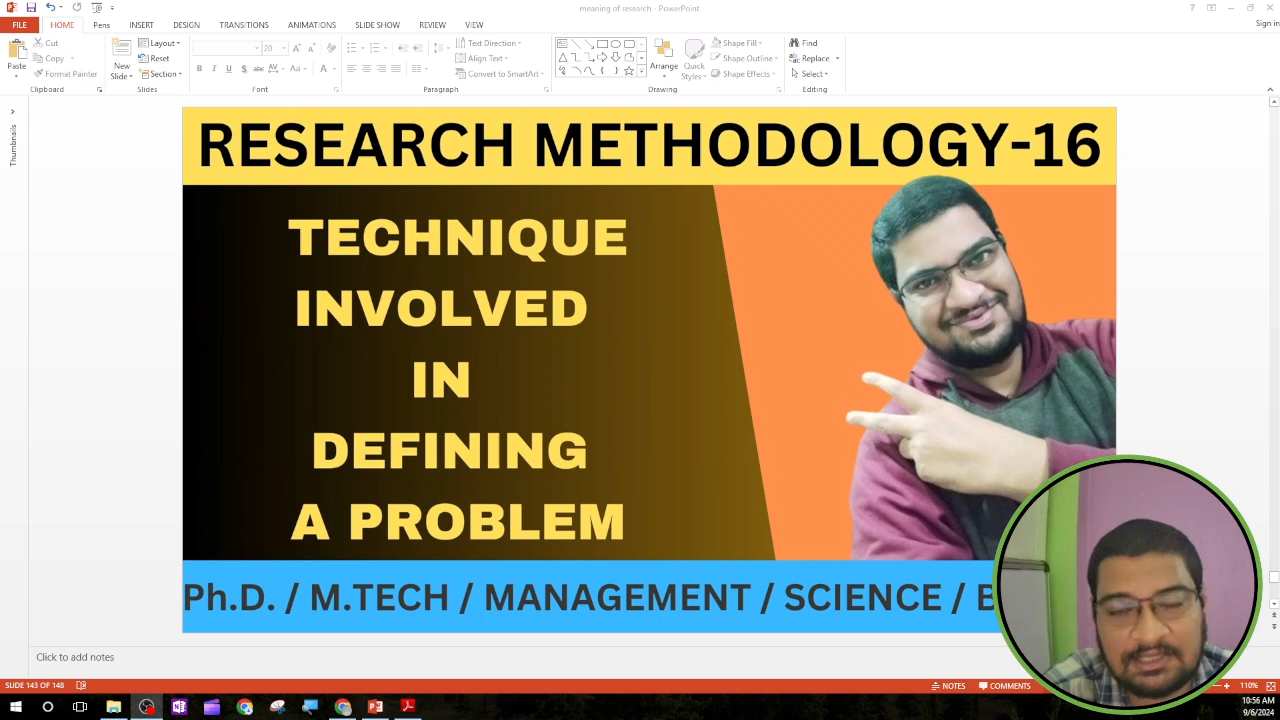 meaning of research - PowerPoint
FILE HOME Pens INSERT DESIGN TRANSITIONS ANIMATIONS SLIDE SHOW REVIEW VIEW
Sign in
Paste
Cut
Copy
Format Painter
Clipboard
New Slide
Layout
Reset
Section
Slides
20
Font
Text Direction
Align Text
Convert to SmartArt
Paragraph
Arrange
Quick Styles
Shape Fill
Shape Outline
Shape Effects
Drawing
Find
Replace
Select
Editing
Thumbnails
RESEARCH METHODOLOGY-16
TECHNIQUE
INVOLVED
IN
DEFINING
A PROBLEM
Ph.D. / M.TECH / MANAGEMENT / SCIENCE /
Click to add notes
SLIDE 143 OF 148
NOTES
COMMENTS
110%
10:56 AM
9/6/2024